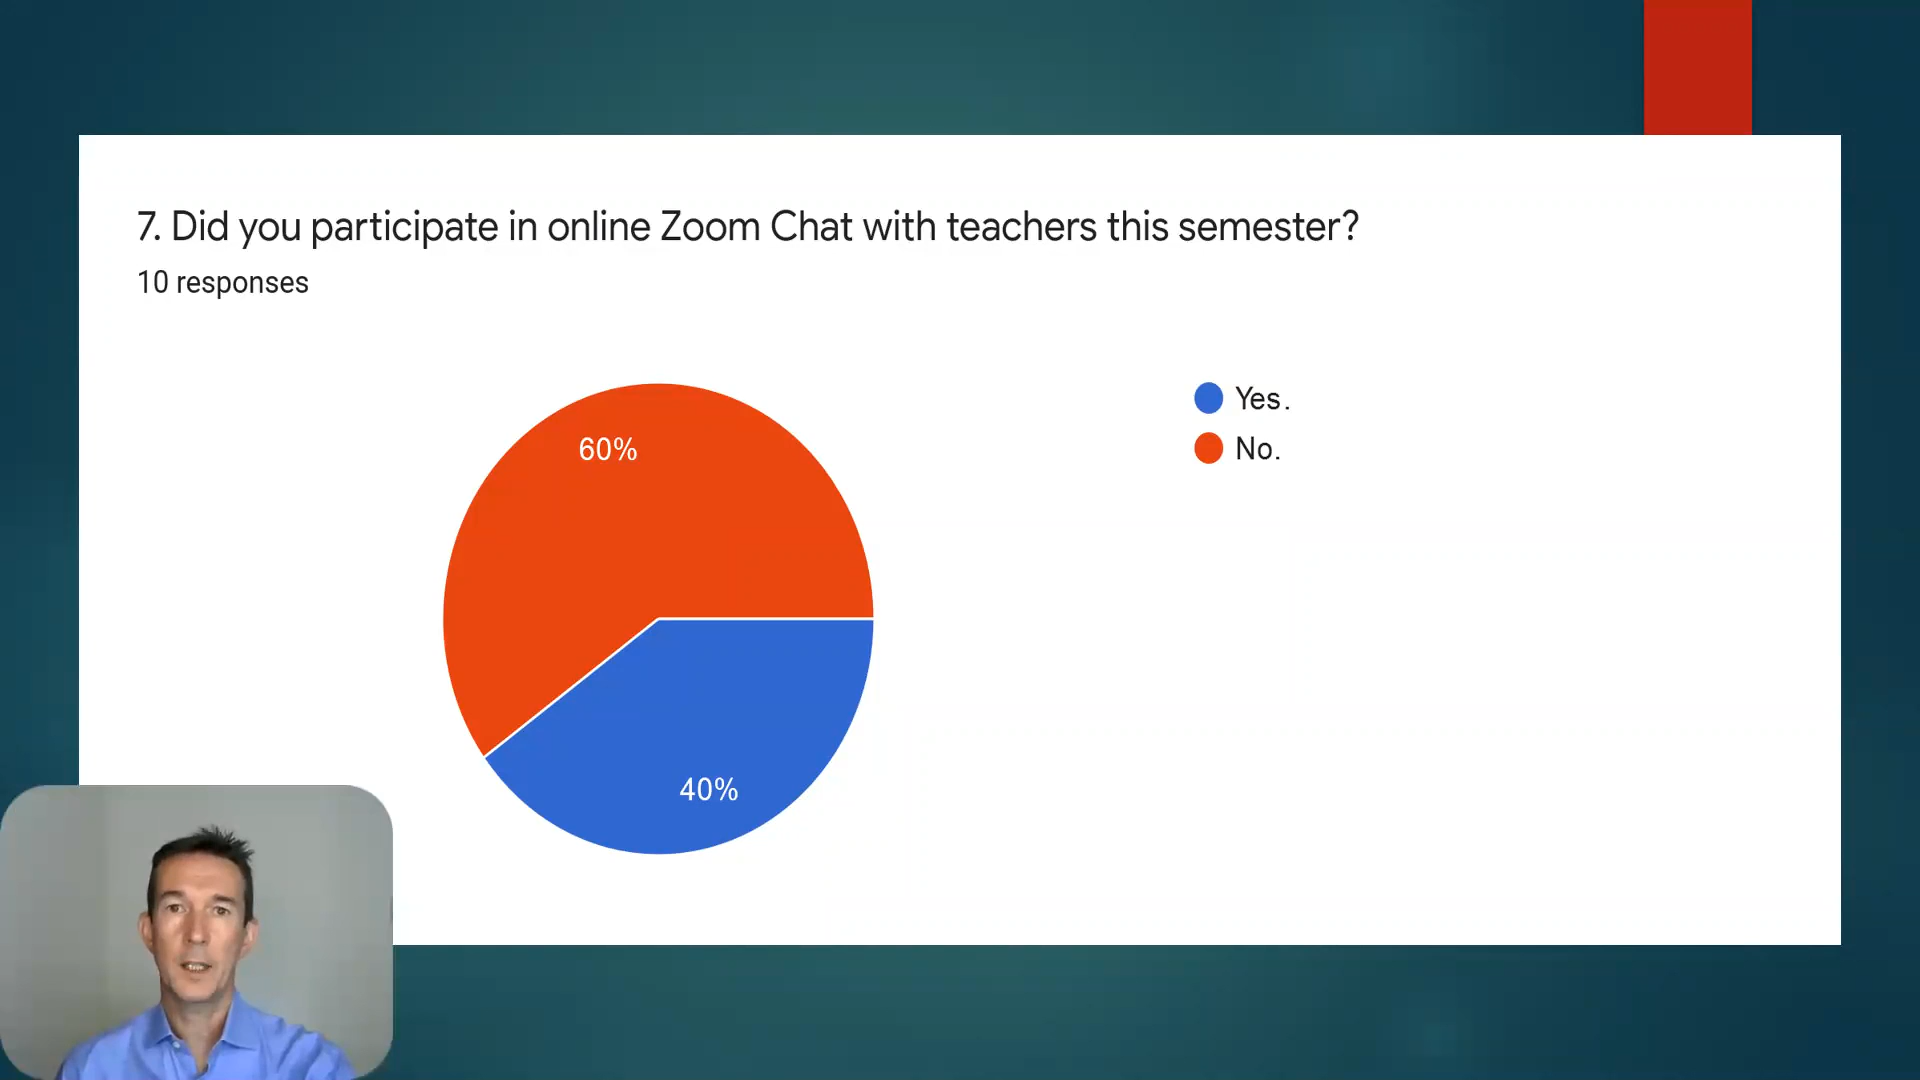 7. Did you participate in online Zoom Chat with teachers this semester?
10 responses
Yes.
No.
60%
40%